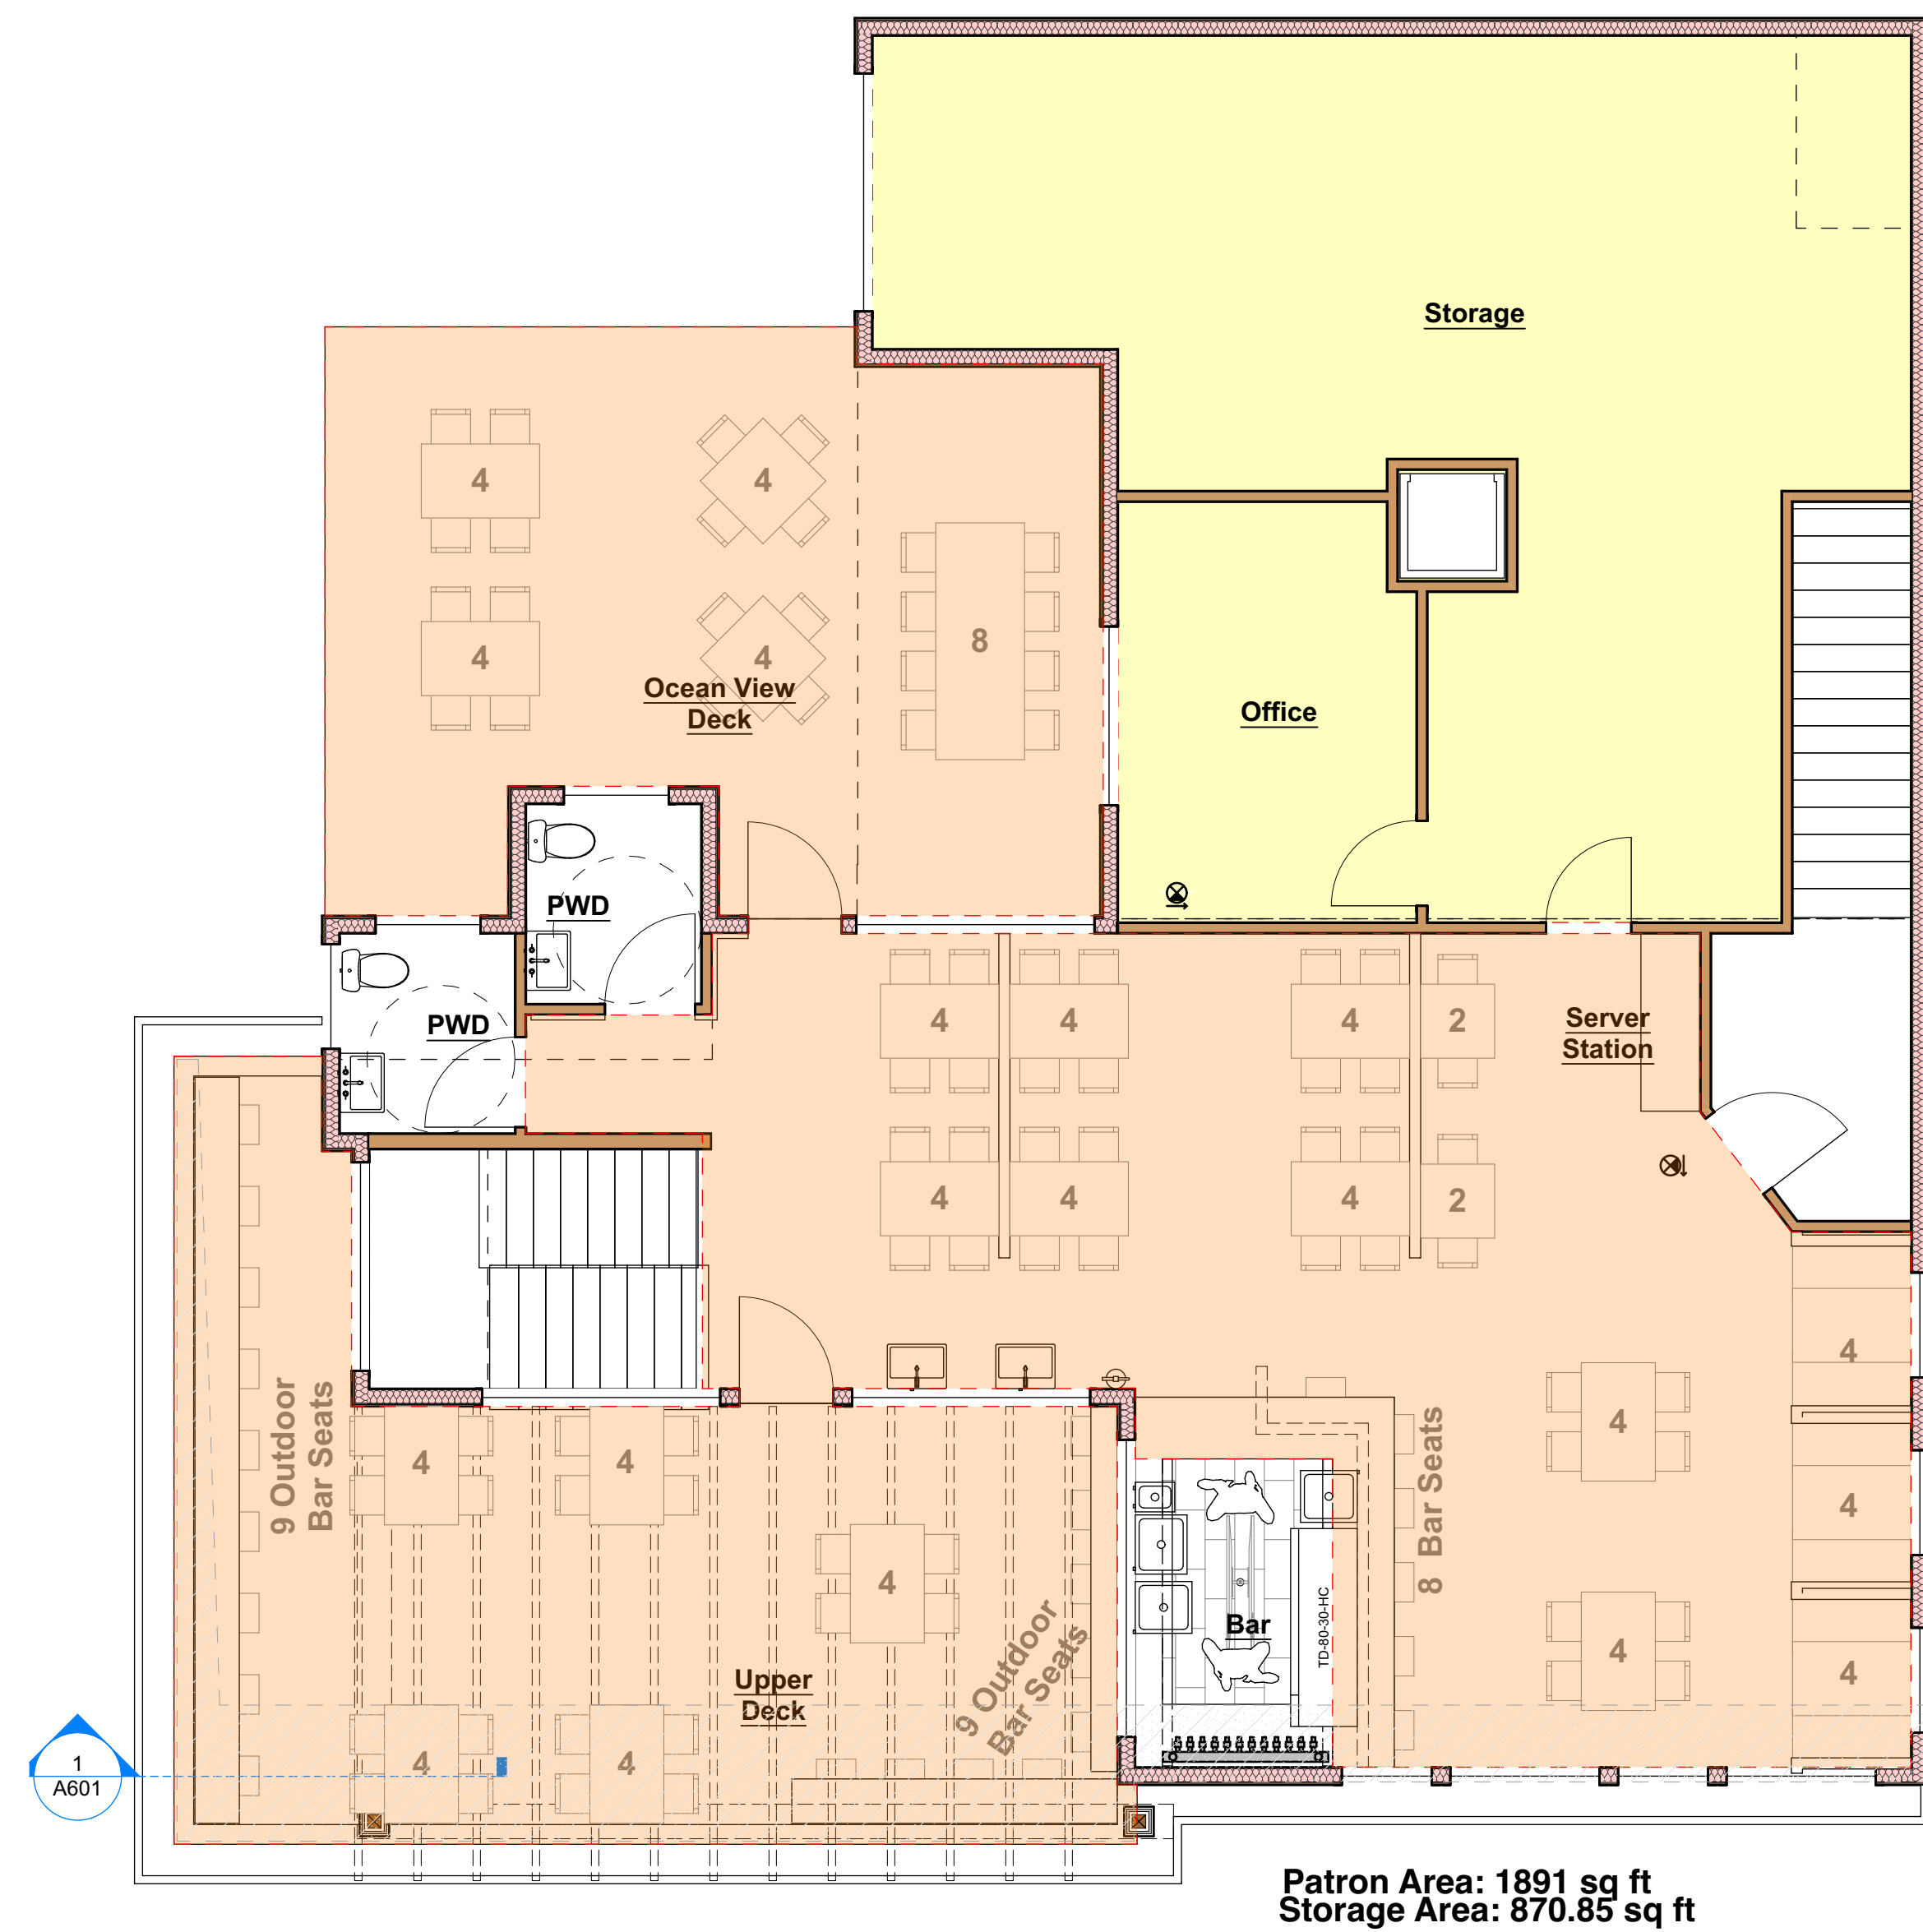 Storage
4
4
4
4
8
Ocean View
Deck
Office
PWD
PWD
4
4
4
2
Server
Station
4
4
4
2
4
4
4
4
9 Outdoor
Bar Seats
4
4
4
8 Bar Seats
4
4
9 Outdoor
Bar Seats
Bar
TD-80-30-HC
Upper
Deck
4
4
1
A601
Patron Area: 1891 sq ft
Storage Area: 870.85 sq ft